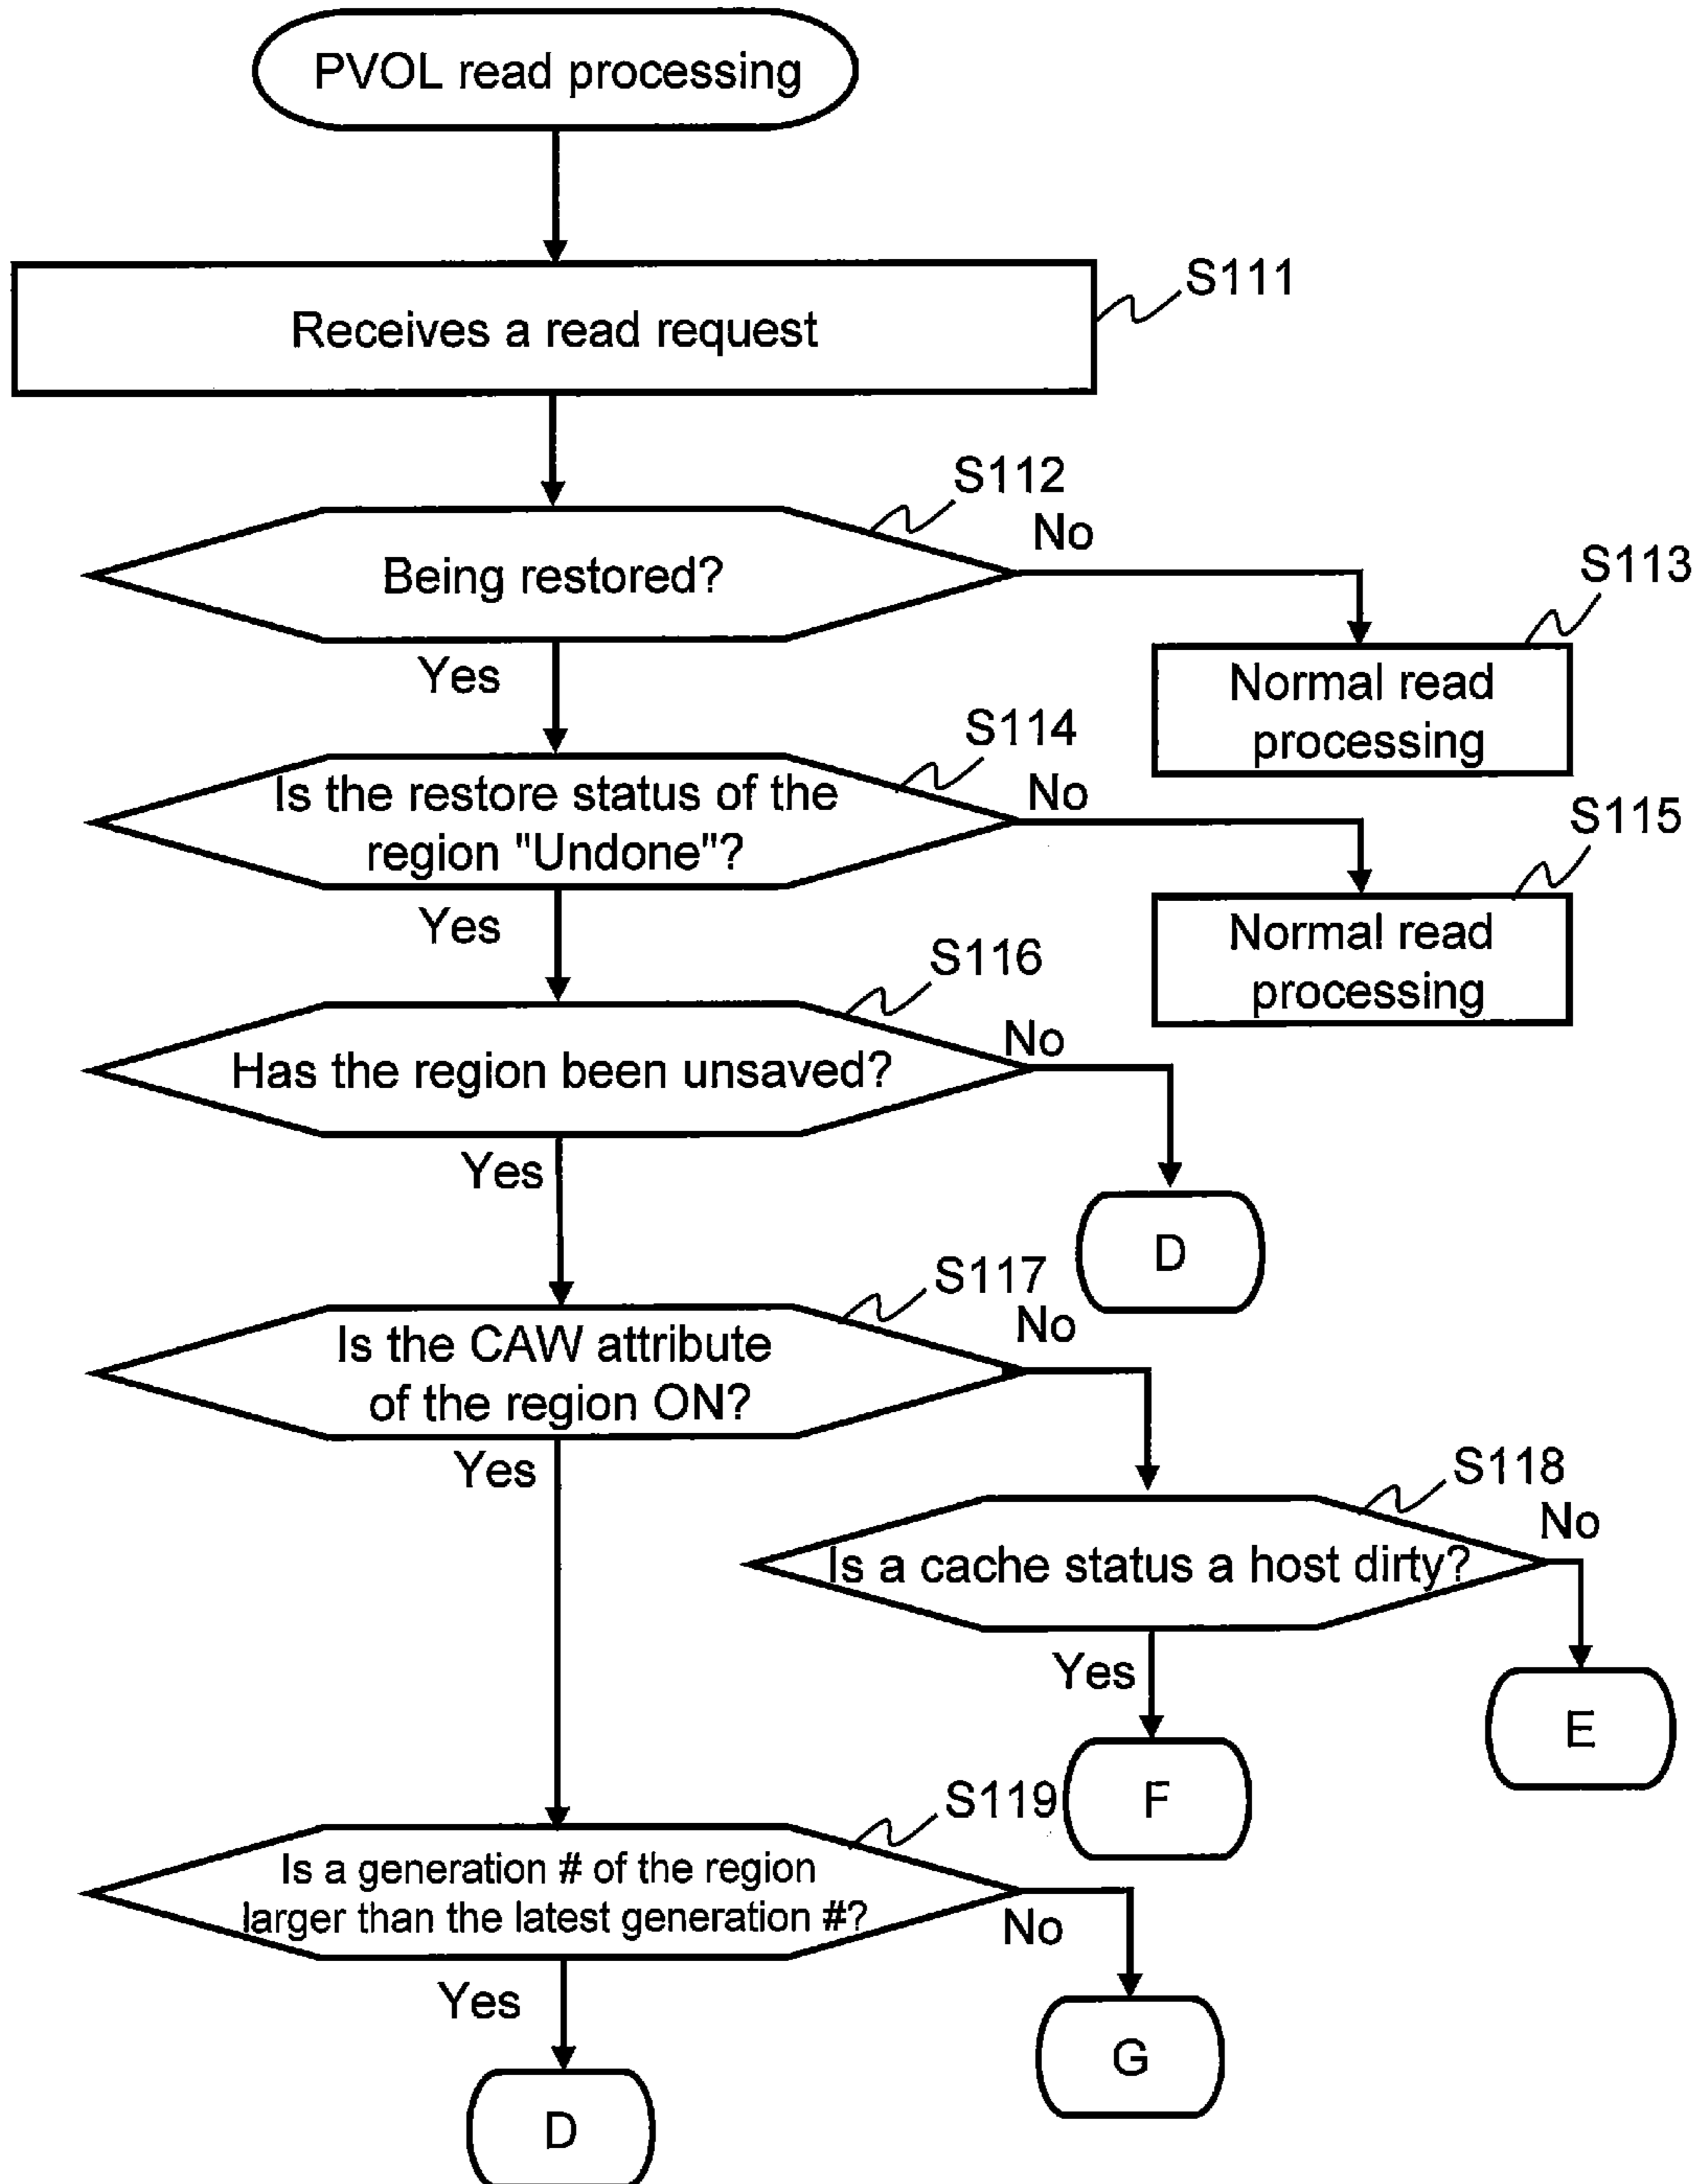 PVOL read processing
S111
Receives a read request
S112
No
Being restored?
S113
Yes
Normal read
processing
S114
Is the restore status of the
No
region "Undone"?
S115
Yes
Normal read
processing
S116
No
Has the region been unsaved?
Yes
D
S117
No
Is the CAW attribute
of the region ON?
Yes
S118
No
Is a cache status a host dirty?
Yes
E
F
S119
Is a generation # of the region
larger than the latest generation #?
No
Yes
G
D